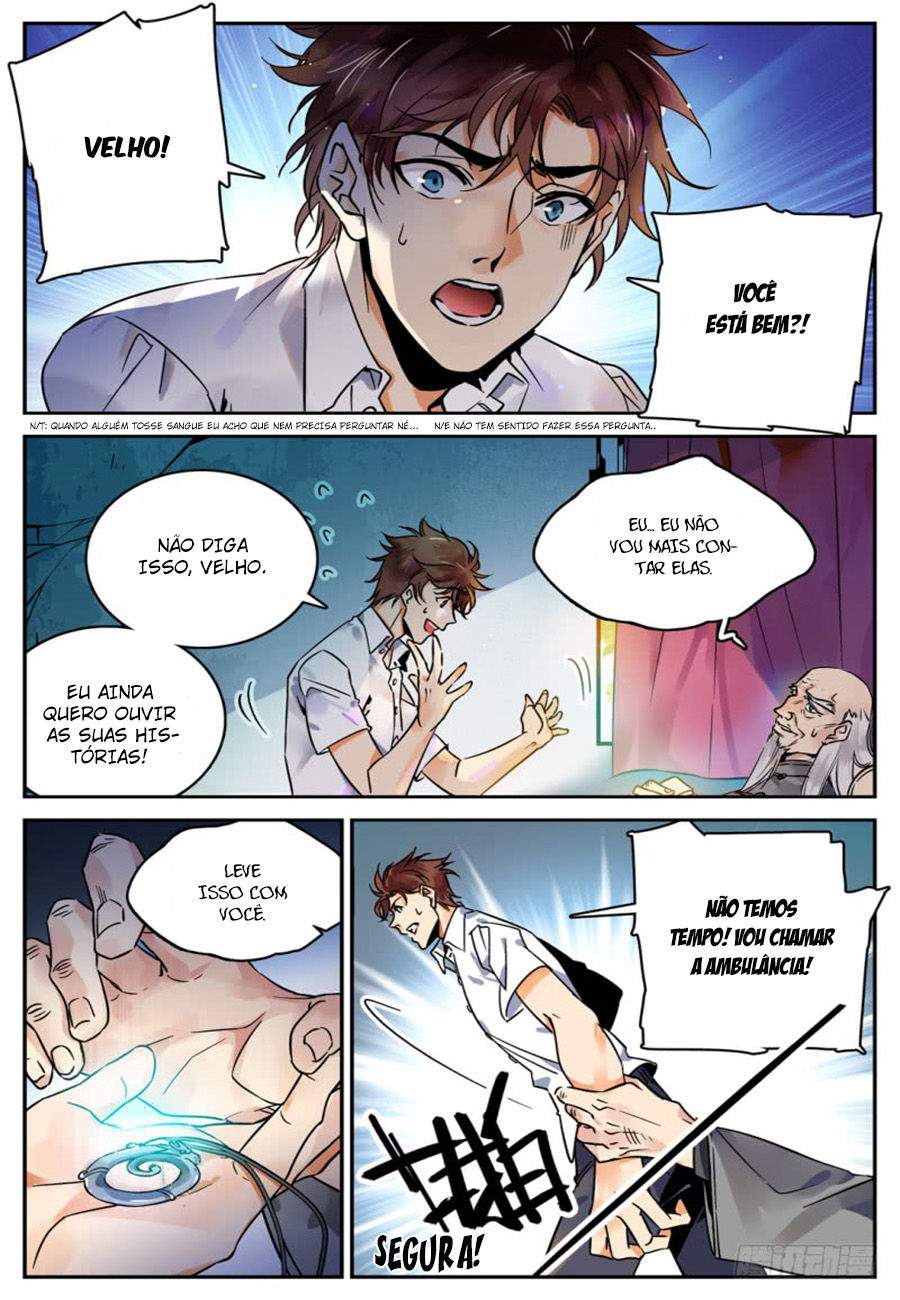 VELHO!
VOCÊ
ESTÁ BEM?!
N/T: QUANDO ALGUÉM TOSSE SANGUE EU ACHO QUE NEM PRECISA PERGUNTAR NÉ... N/E NÃO TEM SENTIDO FAZER ESSA PERGUNTA..
NÃO DIGA
ISSO, VELHO.
EU... EU NÃO
VOU MAIS CON-
TAR ELAS.
EU AINDA
QUERO OUVIR
AS SUAS HIS-
TÓRIAS!
LEVE
ISSO COM
VOCÊ.
NÃO TEMOS
TEMPO! VOU CHAMAR
A AMBULÂNCIA!
SEGURA!